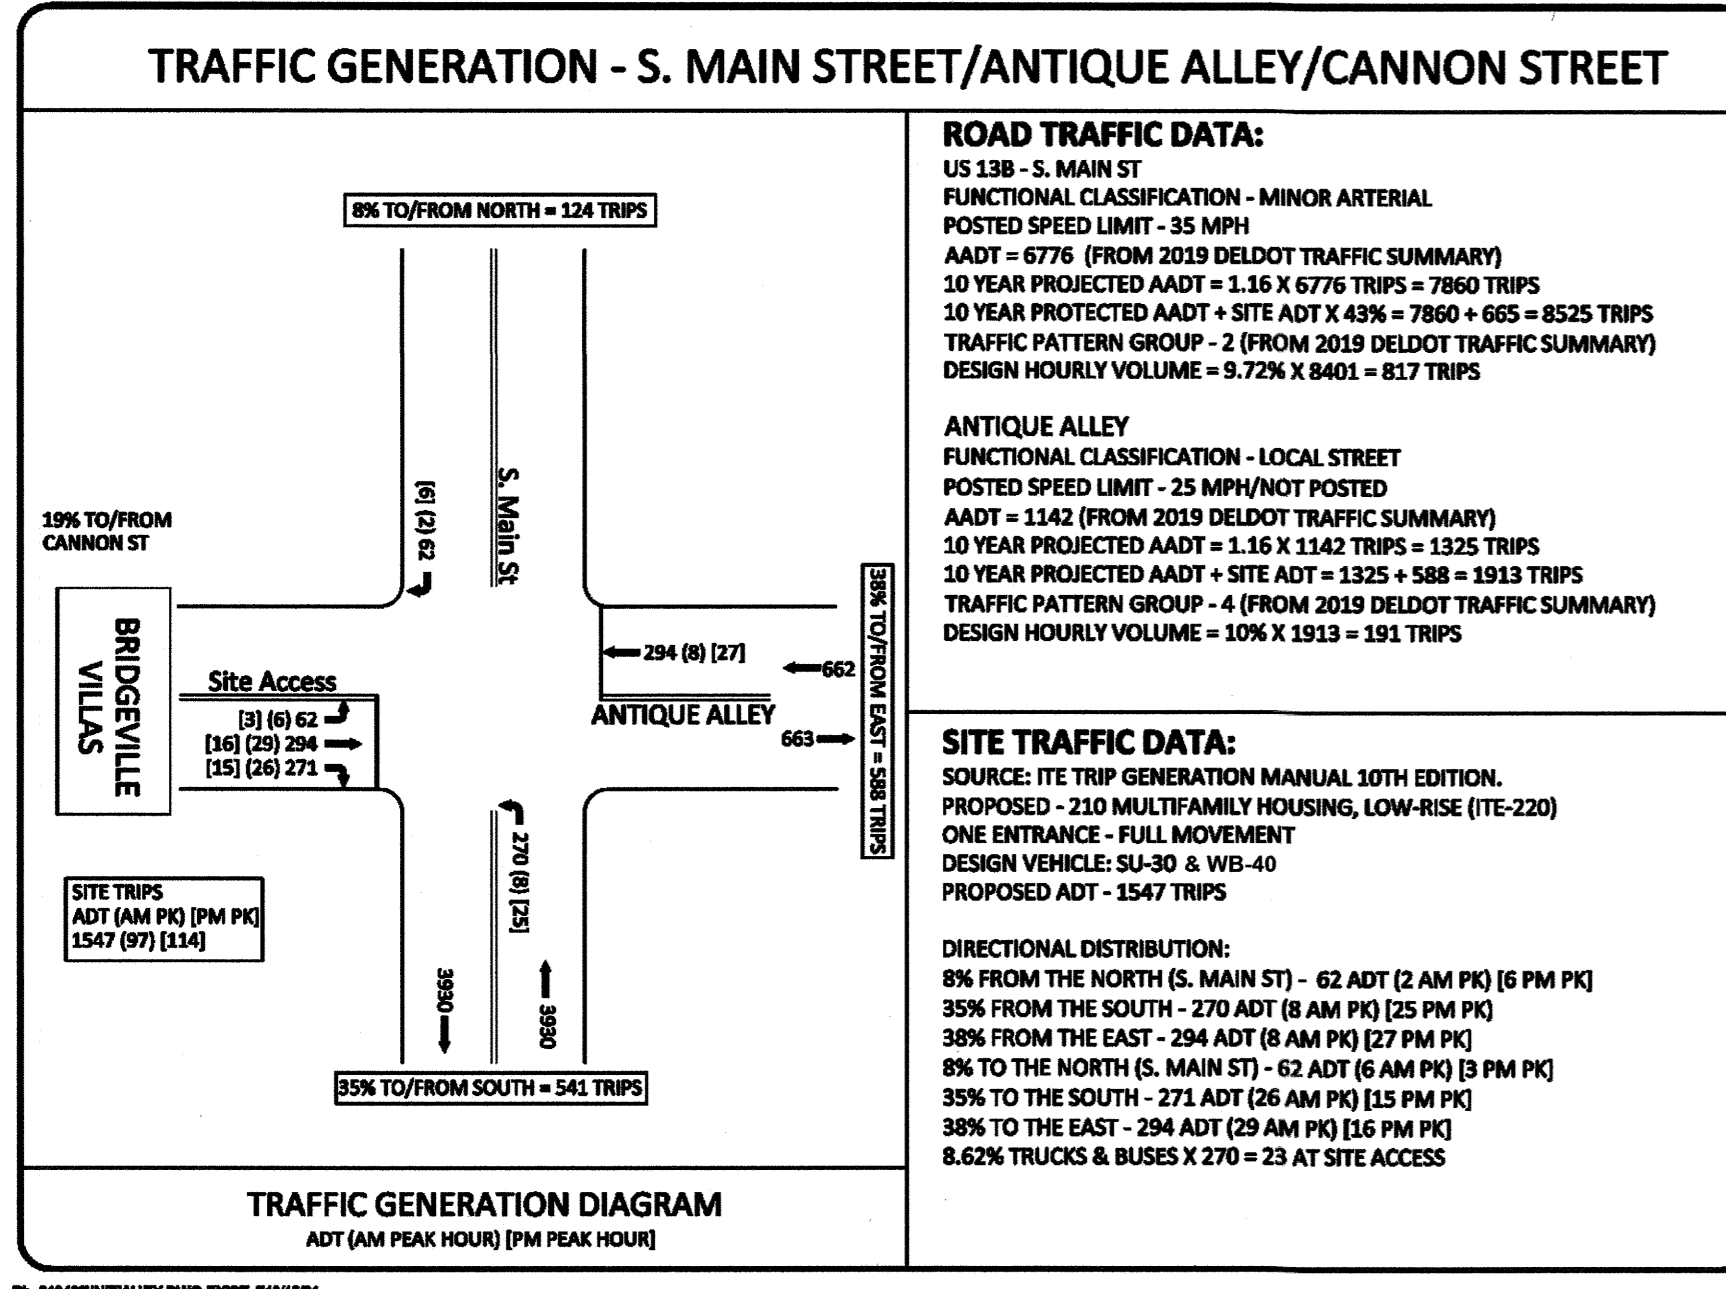 TRAFFIC GENERATION - S. MAIN STREET/ANTIQUE ALLEY/CANNON STREET
8% TO/FROM NORTH = 124 TRIPS
S. Main St
[6] (2) 62
19% TO/FROM
CANNON ST
BRIDGEVILLE
VILLAS
Site Access
[3] (6) 62
[16] (29) 294
[15] (26) 271
294 (8) [27]
662
ANTIQUE ALLEY
663
38% TO/FROM EAST = 588 TRIPS
270 (8) [25]
SITE TRIPS
ADT (AM PK) [PM PK]
1547 (97) [114]
3930
3930
35% TO/FROM SOUTH = 541 TRIPS
TRAFFIC GENERATION DIAGRAM
ADT (AM PEAK HOUR) [PM PEAK HOUR]
ROAD TRAFFIC DATA:
US 13B - S. MAIN ST
FUNCTIONAL CLASSIFICATION - MINOR ARTERIAL
POSTED SPEED LIMIT - 35 MPH
AADT = 6776 (FROM 2019 DELDOT TRAFFIC SUMMARY)
10 YEAR PROJECTED AADT = 1.16 X 6776 TRIPS = 7860 TRIPS
10 YEAR PROTECTED AADT + SITE ADT X 43% = 7860 + 665 = 8525 TRIPS
TRAFFIC PATTERN GROUP - 2 (FROM 2019 DELDOT TRAFFIC SUMMARY)
DESIGN HOURLY VOLUME = 9.72% X 8401 = 817 TRIPS
ANTIQUE ALLEY
FUNCTIONAL CLASSIFICATION - LOCAL STREET
POSTED SPEED LIMIT - 25 MPH/NOT POSTED
AADT = 1142 (FROM 2019 DELDOT TRAFFIC SUMMARY)
10 YEAR PROJECTED AADT = 1.16 X 1142 TRIPS = 1325 TRIPS
10 YEAR PROJECTED AADT + SITE ADT = 1325 + 588 = 1913 TRIPS
TRAFFIC PATTERN GROUP - 4 (FROM 2019 DELDOT TRAFFIC SUMMARY)
DESIGN HOURLY VOLUME = 10% X 1913 = 191 TRIPS
SITE TRAFFIC DATA:
SOURCE: ITE TRIP GENERATION MANUAL 10TH EDITION.
PROPOSED - 210 MULTIFAMILY HOUSING, LOW-RISE (ITE-220)
ONE ENTRANCE - FULL MOVEMENT
DESIGN VEHICLE: SU-30 & WB-40
PROPOSED ADT - 1547 TRIPS
DIRECTIONAL DISTRIBUTION:
8% FROM THE NORTH (S. MAIN ST) - 62 ADT (2 AM PK) [6 PM PK]
35% FROM THE SOUTH - 270 ADT (8 AM PK) [25 PM PK]
38% FROM THE EAST - 294 ADT (8 AM PK) [27 PM PK]
8% TO THE NORTH (S. MAIN ST) - 62 ADT (6 AM PK) [3 PM PK]
35% TO THE SOUTH - 271 ADT (26 AM PK) [15 PM PK]
38% TO THE EAST - 294 ADT (29 AM PK) [16 PM PK]
8.62% TRUCKS & BUSES X 270 = 23 AT SITE ACCESS